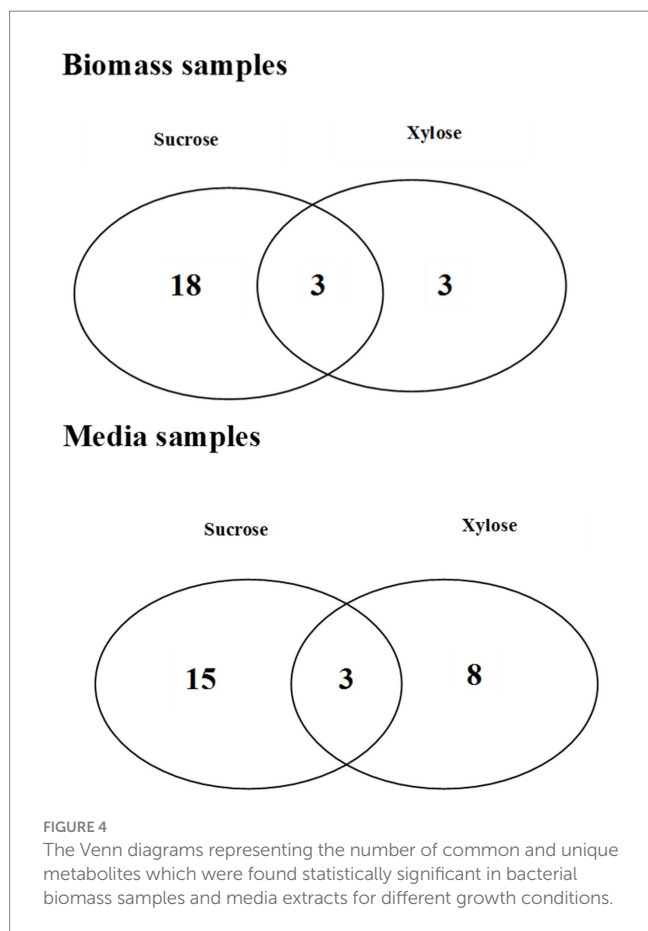 Biomass samples
Sucrose
Xylose
18
3
3
Media samples
Sucrose
Xylose
15
3
8
FIGURE 4
The Venn diagrams representing the number of common and unique
metabolites which were found statistically significant in bacterial
biomass samples and media extracts for different growth conditions.